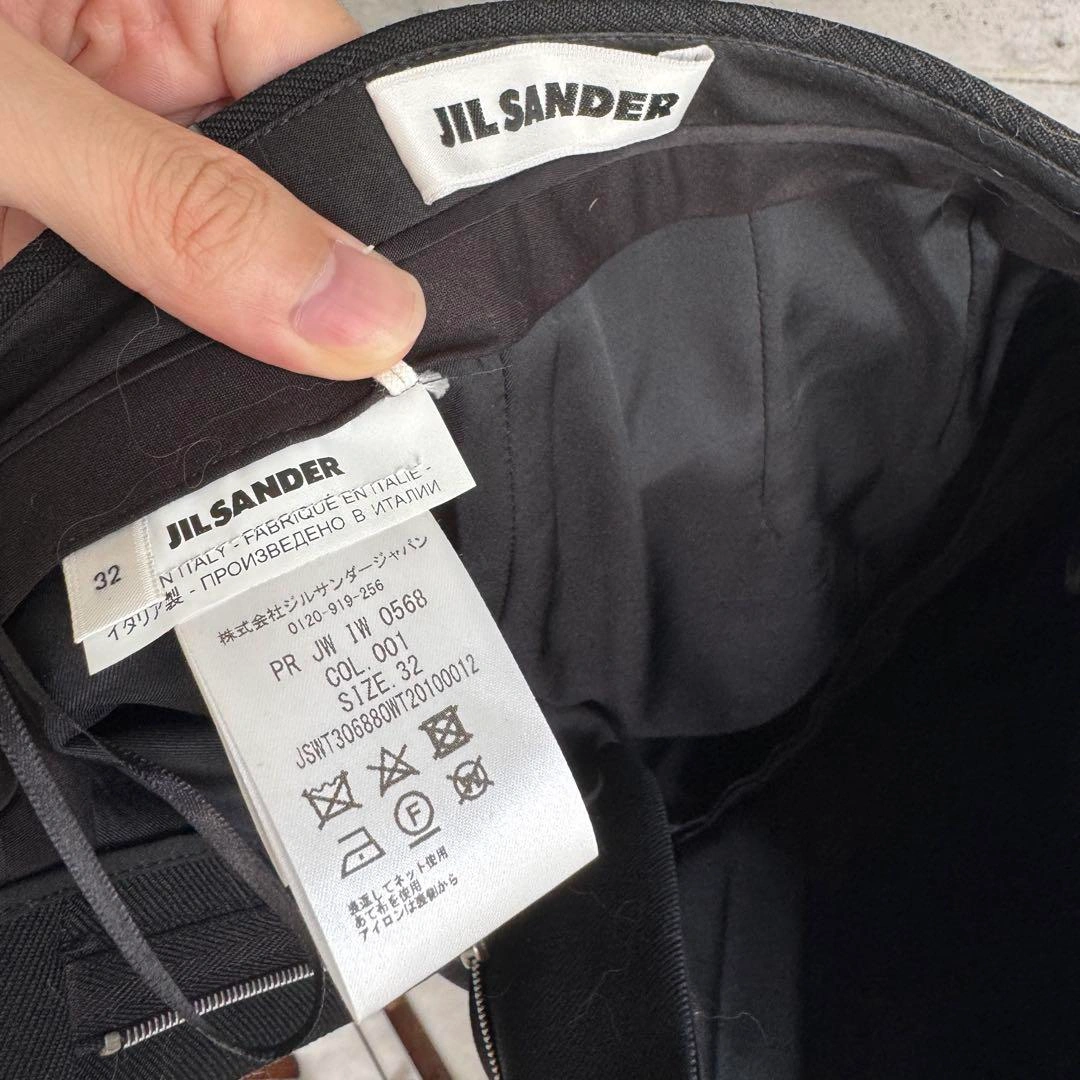 JIL SANDER
JIL SANDER
N ITALY - FABRIQUÉ EN ITALIE -
- ПРОИЗВЕДЕНО В ИТАЛИИ
イタリア製
32
株式会社ジルサンダージャパン
0120-919-256
PR JW IW 0568
COL.001
SIZE.32
JSWT306880WT20100012
W
F
裏返してネット使用
あて布を使用
アイロンは裏側から